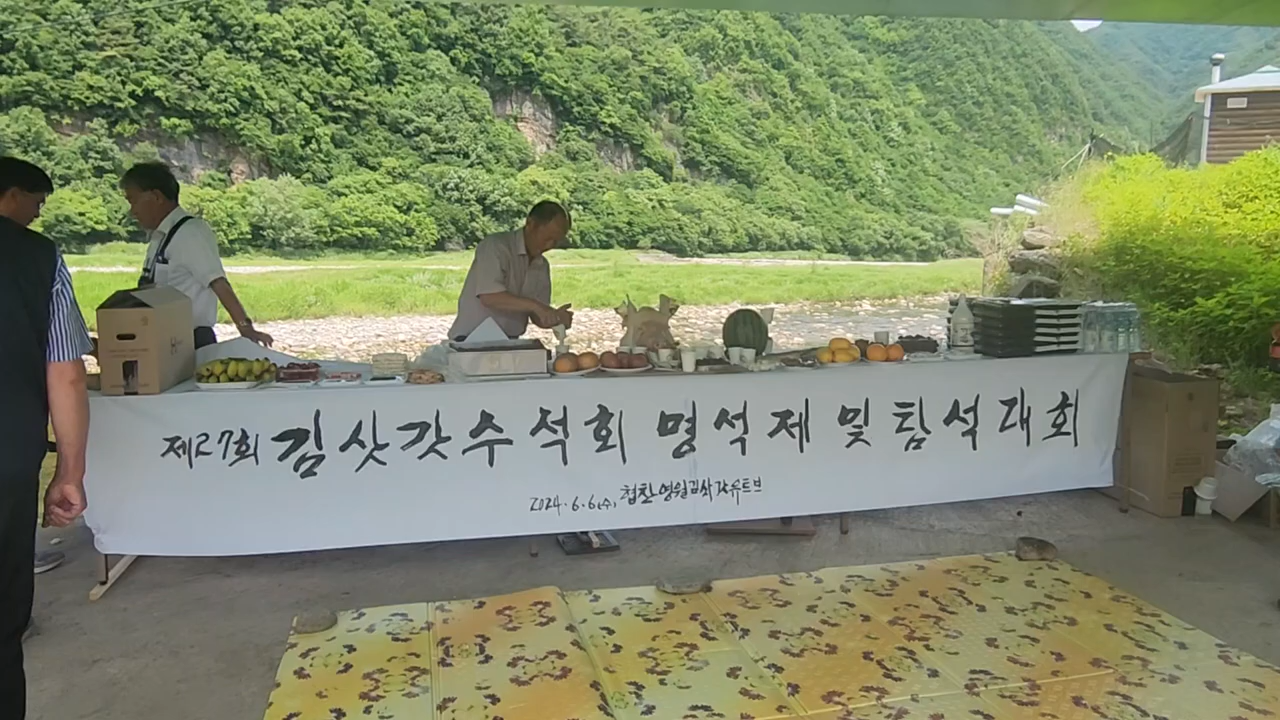 제27회 김삿갓수석회 명석제 및 탐석대회
2024.6.6(수), 협찬 영월김삿갓유트브